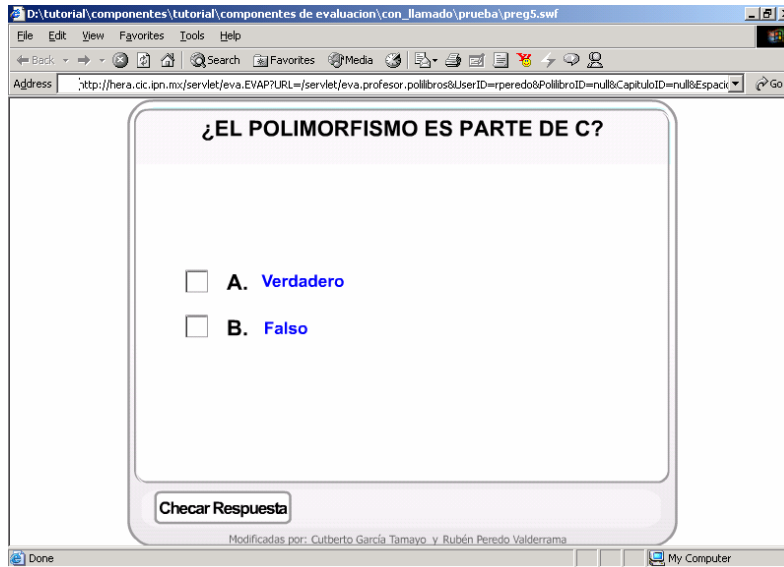 D:\tutorial\componentes\tutorial\componentes de evaluacion\con_llamado\prueba\preg5.swf
File Edit View Favorites Tools Help
Back Search Favorites Media
Address http://hera.cic.ipn.mx/servlet/eva.EVAP?URL=/servlet/eva.profesor.polilibros&UserID=rperedo&PolilibroID=null&CapituloID=null&Espaci Go
¿EL POLIMORFISMO ES PARTE DE C?
A. Verdadero
B. Falso
Checar Respuesta
Modificadas por: Cutberto García Tamayo y Rubén Peredo Valderrama
Done My Computer